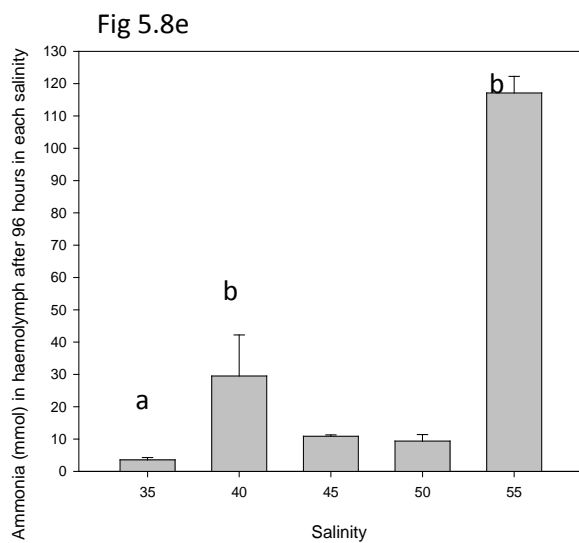 Fig 5.8e
Ammonia (mmol) in haemolymph after 96 hours in each salinity
130
120
110
100
90
80
70
60
50
40
30
20
10
0
b
b
a
35 40 45 50 55
Salinity